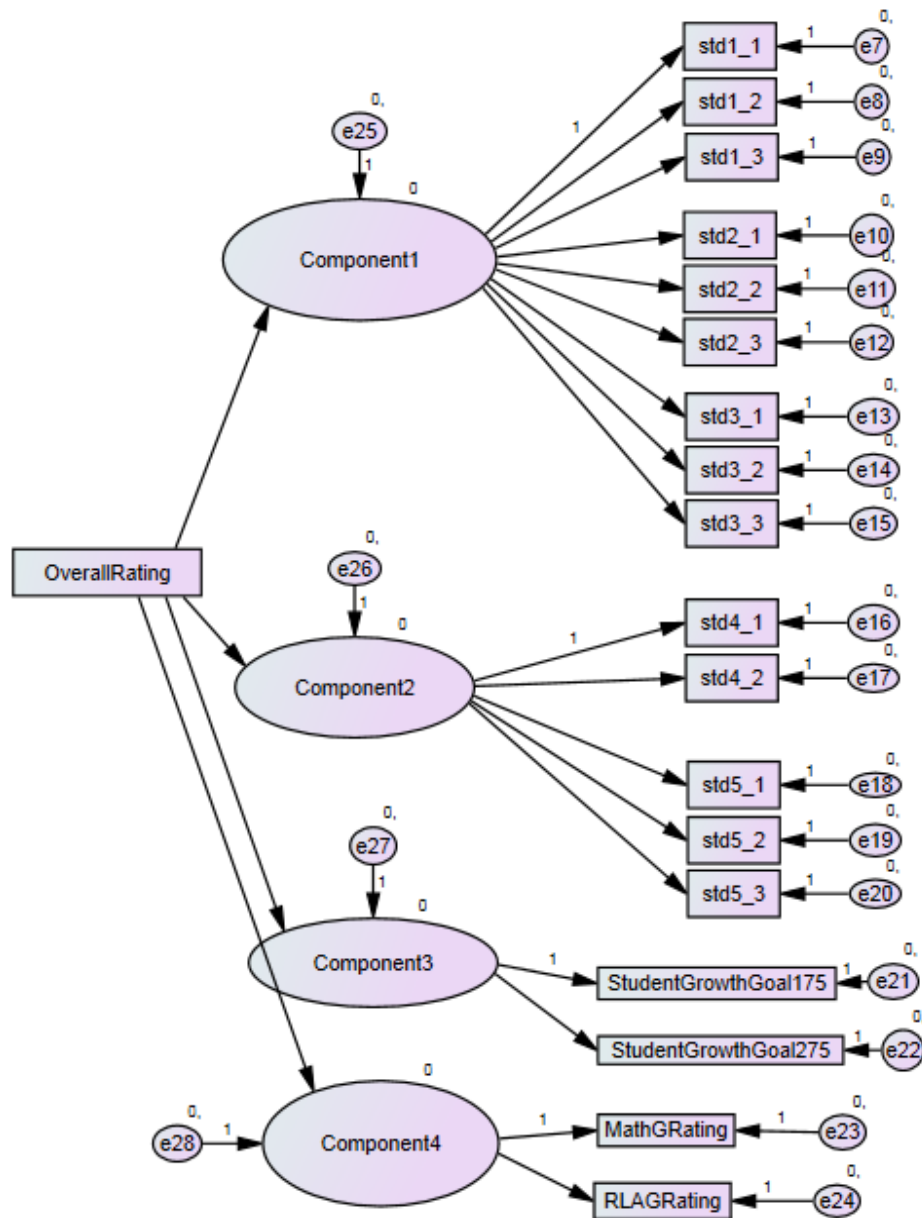 0,
std1_1
1
e7
0,
std1_2
1
e8
0,
std1_3
1
e9
1
0,
e25
1
0
Component1
0,
std2_1
1
e10
0,
std2_2
1
e11
0,
std2_3
1
e12
0,
std3_1
1
e13
0,
std3_2
1
e14
0,
std3_3
1
e15
OverallRating
0,
e26
1
0
Component2
1
0,
std4_1
1
e16
0,
std4_2
1
e17
0,
std5_1
1
e18
0,
std5_2
1
e19
0,
std5_3
1
e20
0,
e27
1
0
Component3
1
0,
StudentGrowthGoal175
1
e21
0,
StudentGrowthGoal275
1
e22
0,
e28
1
0
Component4
1
0,
MathGRating
1
e23
0,
RLAGRating
1
e24